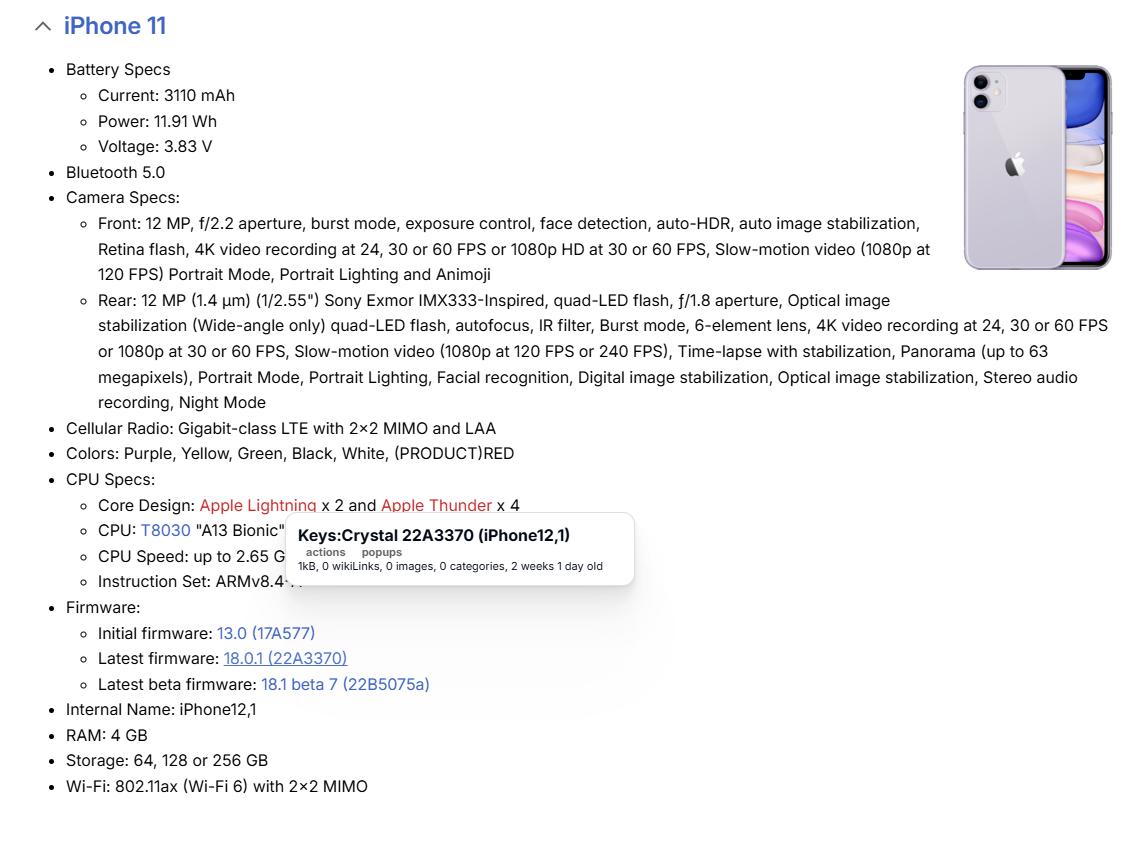 iPhone 11
Battery Specs
Current: 3110 mAh
Power: 11.91 Wh
Voltage: 3.83 V
Bluetooth 5.0
Camera Specs:
Front: 12 MP, f/2.2 aperture, burst mode, exposure control, face detection, auto-HDR, auto image stabilization,
Retina flash, 4K video recording at 24, 30 or 60 FPS or 1080p HD at 30 or 60 FPS, Slow-motion video (1080p at
120 FPS) Portrait Mode, Portrait Lighting and Animoji
Rear: 12 MP (1.4 μm) (1/2.55") Sony Exmor IMX333-Inspired, quad-LED flash, ƒ/1.8 aperture, Optical image
stabilization (Wide-angle only) quad-LED flash, autofocus, IR filter, Burst mode, 6-element lens, 4K video recording at 24, 30 or 60 FPS
or 1080p at 30 or 60 FPS, Slow-motion video (1080p at 120 FPS or 240 FPS), Time-lapse with stabilization, Panorama (up to 63
megapixels), Portrait Mode, Portrait Lighting, Facial recognition, Digital image stabilization, Optical image stabilization, Stereo audio
recording, Night Mode
Cellular Radio: Gigabit-class LTE with 2×2 MIMO and LAA
Colors: Purple, Yellow, Green, Black, White, (PRODUCT)RED
CPU Specs:
Core Design: Apple Lightning x 2 and Apple Thunder x 4
CPU: T8030 "A13 Bionic"
Keys:Crystal 22A3370 (iPhone12,1)
actions popups
1kB, 0 wikiLinks, 0 images, 0 categories, 2 weeks 1 day old
CPU Speed: up to 2.65
Instruction Set: ARMv8.4-
Firmware:
Initial firmware: 13.0 (17A577)
Latest firmware: 18.0.1 (22A3370)
Latest beta firmware: 18.1 beta 7 (22B5075a)
Internal Name: iPhone12,1
RAM: 4 GB
Storage: 64, 128 or 256 GB
Wi-Fi: 802.11ax (Wi-Fi 6) with 2×2 MIMO